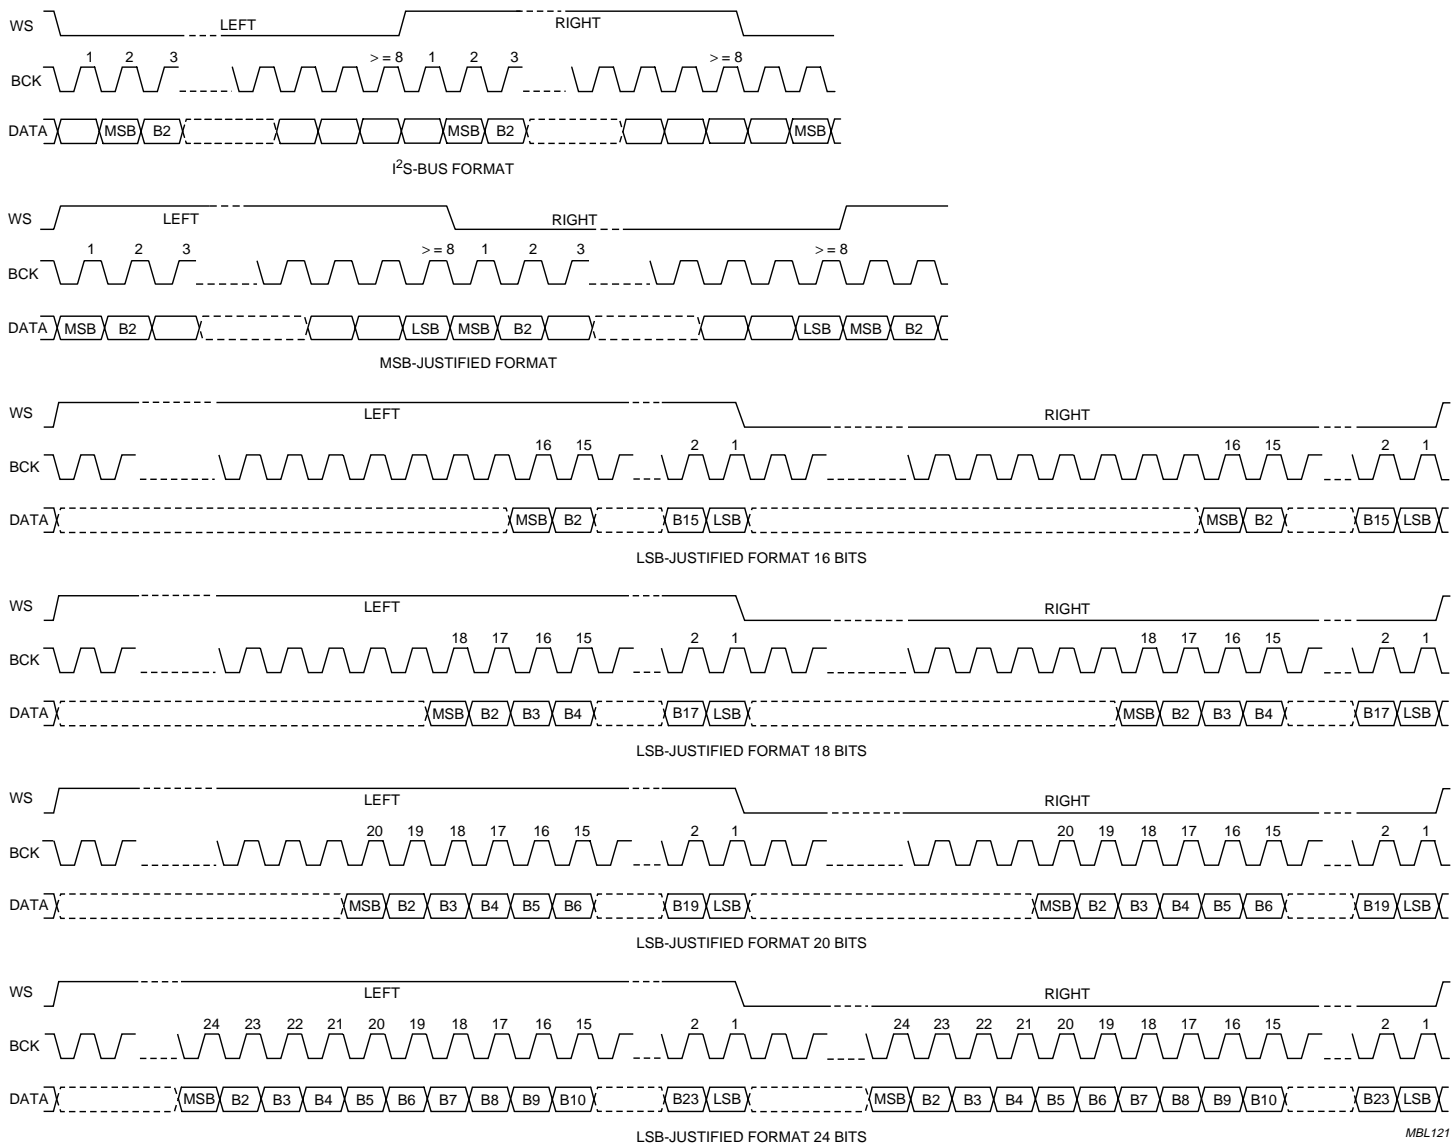 WS LEFT RIGHT
1 2 3 > = 8 1 2 3 > = 8
BCK
DATA MSB B2 MSB B2 MSB
I2S-BUS FORMAT
WS LEFT RIGHT
1 2 3 > = 8 1 2 3 > = 8
BCK
DATA MSB B2 LSB MSB B2 LSB MSB B2
MSB-JUSTIFIED FORMAT
WS LEFT RIGHT
16 15 2 1 16 15 2 1
BCK
DATA MSB B2 B15 LSB MSB B2 B15 LSB
LSB-JUSTIFIED FORMAT 16 BITS
WS LEFT RIGHT
18 17 16 15 2 1 18 17 16 15 2 1
BCK
DATA MSB B2 B3 B4 B17 LSB MSB B2 B3 B4 B17 LSB
LSB-JUSTIFIED FORMAT 18 BITS
WS LEFT RIGHT
20 19 18 17 16 15 2 1 20 19 18 17 16 15 2 1
BCK
DATA MSB B2 B3 B4 B5 B6 B19 LSB MSB B2 B3 B4 B5 B6 B19 LSB
LSB-JUSTIFIED FORMAT 20 BITS
WS LEFT RIGHT
24 23 22 21 20 19 18 17 16 15 2 1 24 23 22 21 20 19 18 17 16 15 2 1
BCK
DATA MSB B2 B3 B4 B5 B6 B7 B8 B9 B10 B23 LSB MSB B2 B3 B4 B5 B6 B7 B8 B9 B10 B23 LSB
LSB-JUSTIFIED FORMAT 24 BITS
MBL121